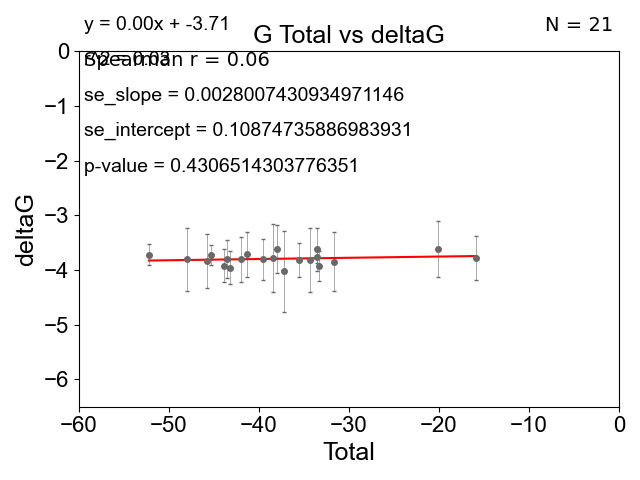 y = 0.00x + -3.71
N = 21
G Total vs deltaG
Spearman r = 0.06
se_slope = 0.0028007430934971146
se_intercept = 0.10874735886983931
p-value = 0.4306514303776351
deltaG
0
−1
−2
−3
−4
−5
−6
−60
−50
−40
−30
−20
−10
0
Total